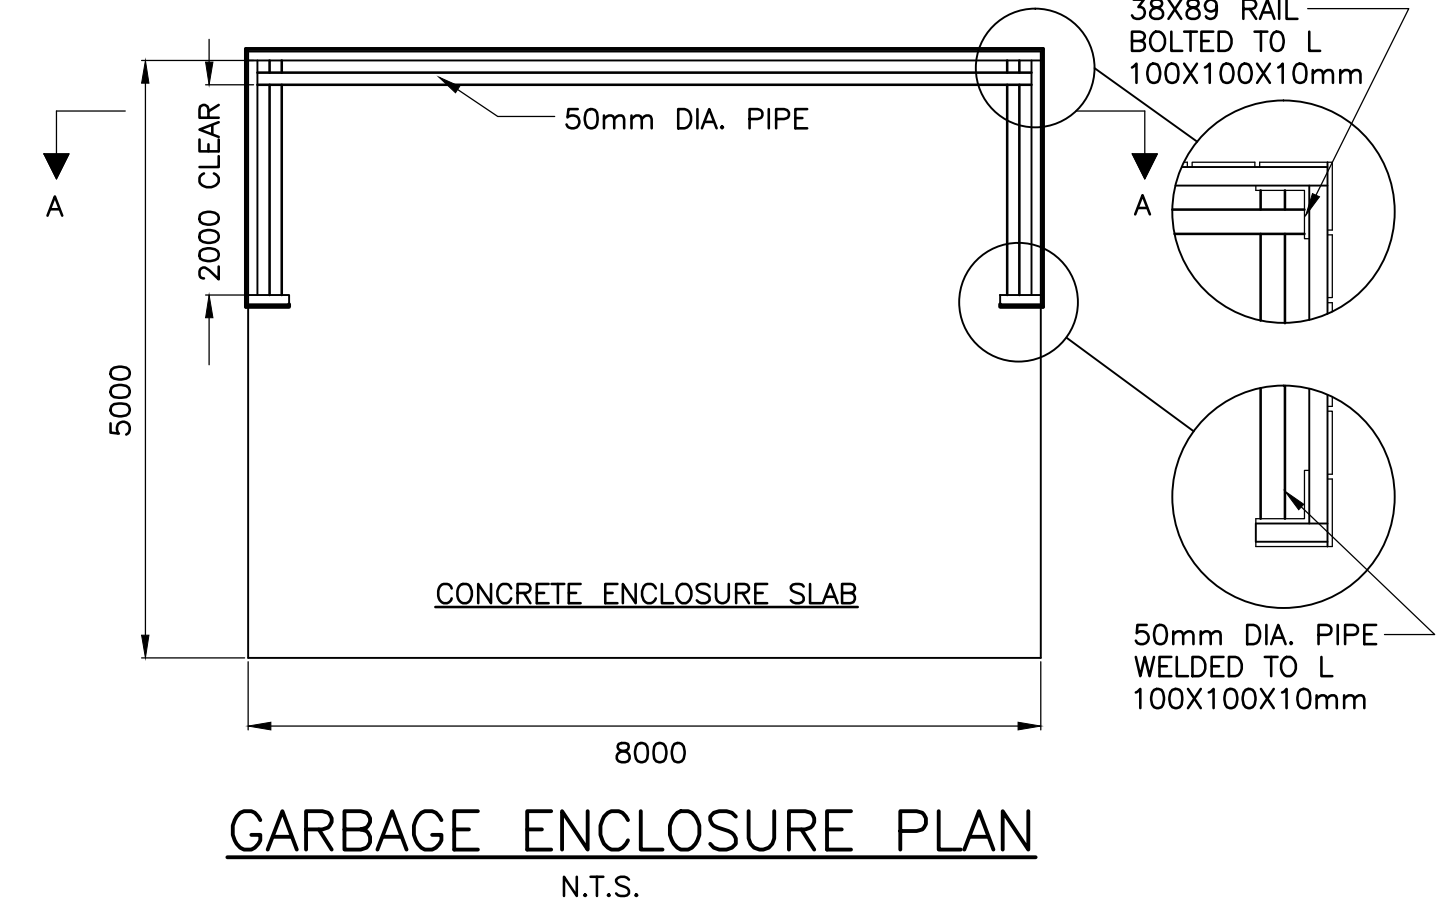 38X89 RAIL
BOLTED TO L
100X100X10mm
50mm DIA. PIPE
2000 CLEAR
A
A
5000
CONCRETE ENCLOSURE SLAB
50mm DIA. PIPE
WELDED TO L
100X100X10mm
8000
GARBAGE ENCLOSURE PLAN
N.T.S.